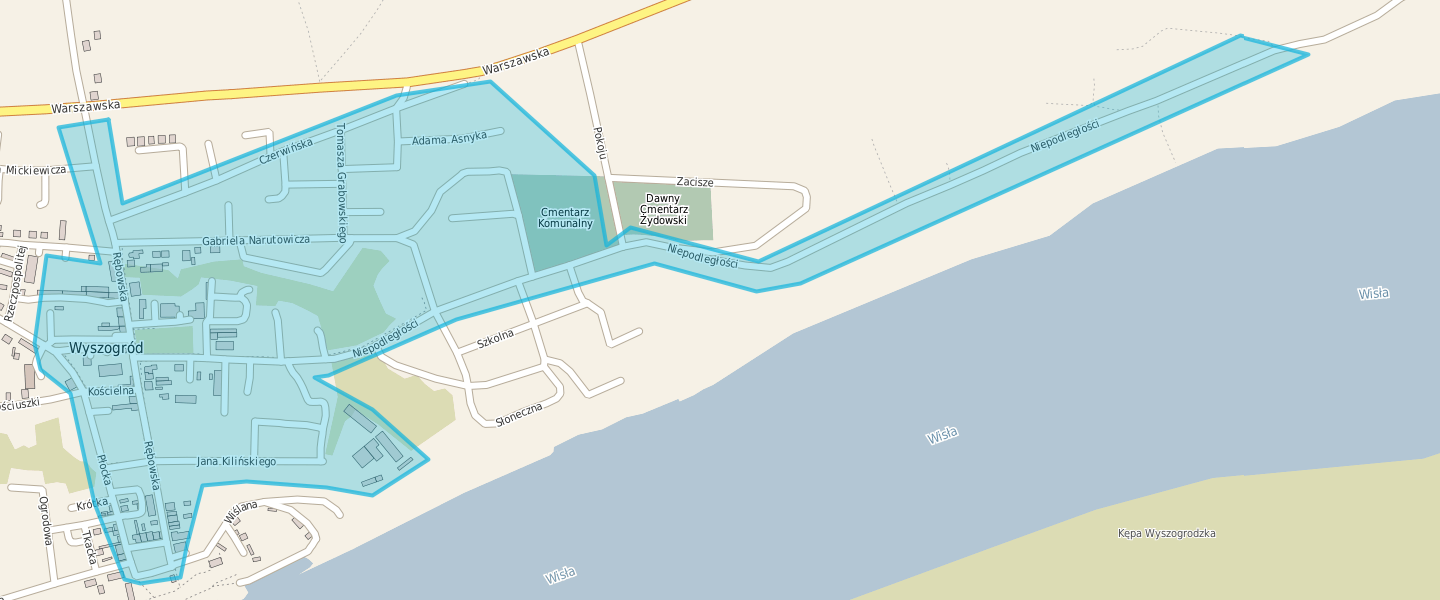 Warszawska
Warszawska
Mickiewicza
Czerwińska
Tomasza Grabowskiego
Adama Asnyka
Pokoju
Zacisze
Niepodległości
Dawny
Cmentarz
Żydowski
Cmentarz
Komunalny
Gabriela Narutowicza
Niepodległości
Rzeczpospolitej
Rębowska
Wisła
Niepodległości
Szkolna
Wyszogród
Kościelna
ościuszki
Słoneczna
Wisła
Rębowska
Płocka
Jana Kilińskiego
Krótka
Ogrodowa
Wiślana
Tkacka
Kępa Wyszogrodzka
Wisła